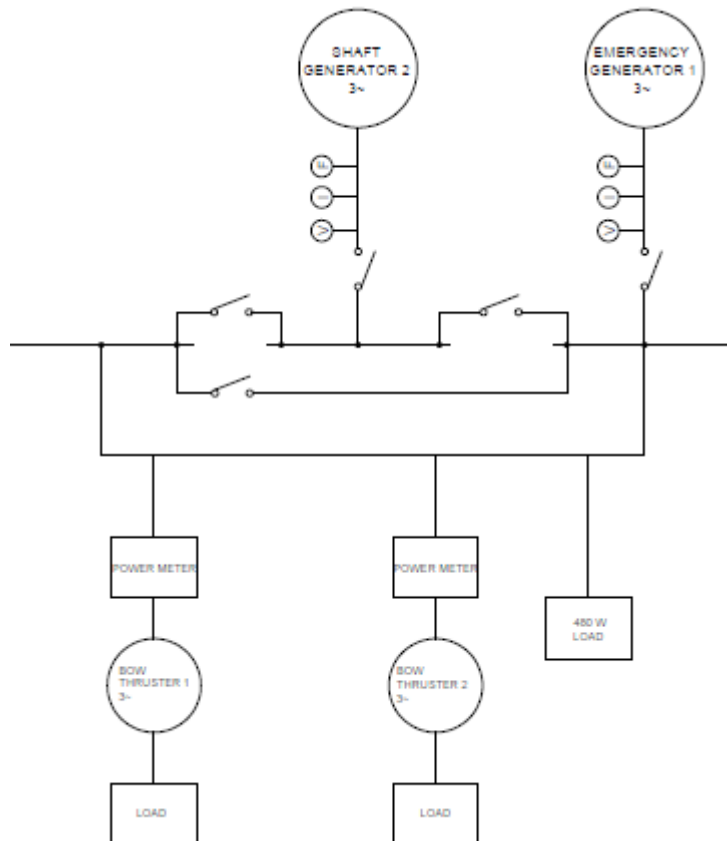 SHAFT
GENERATOR 2
3~
EMERGENCY
GENERATOR 1
3~
F
I
V
F
I
V
POWER METER
POWER METER
480 W
LOAD
BOW
THRUSTER 1
3~
BOW
THRUSTER 2
3~
LOAD
LOAD